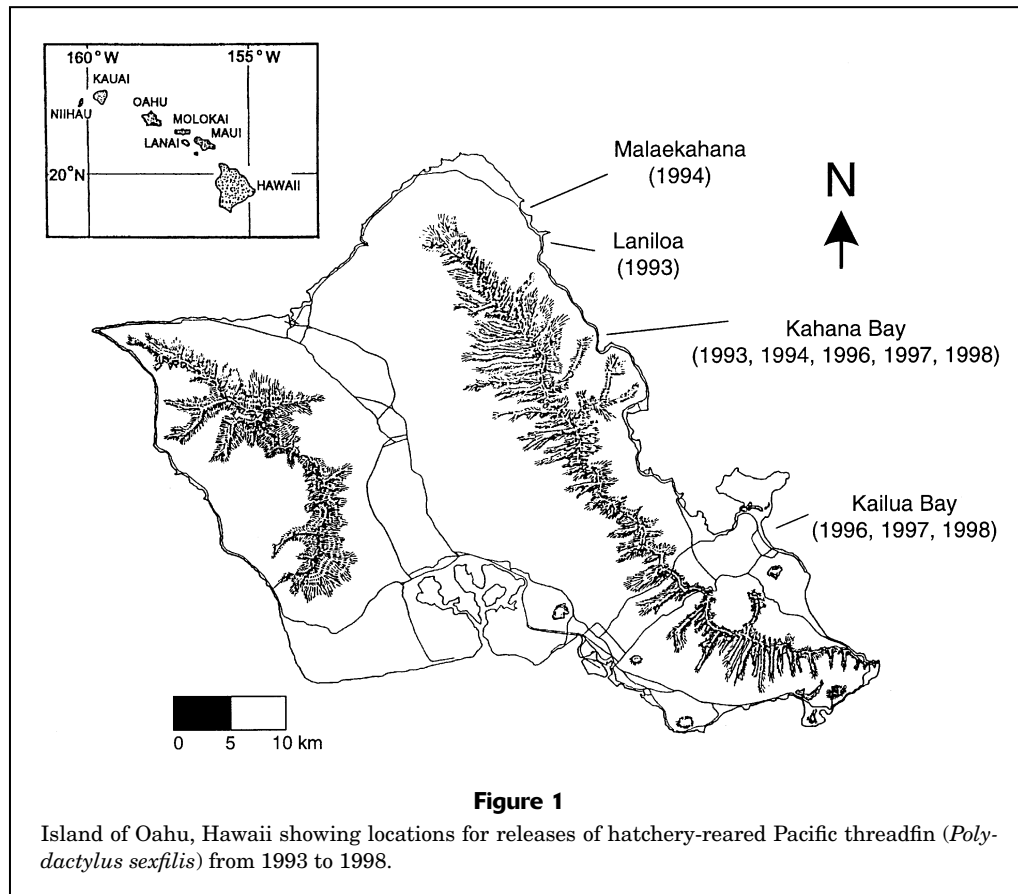 160°W 155°W
KAUAI
NIIHAU
OAHU
MOLOKAI
LANAI
MAUI
20°N
HAWAII
Malaekahana
(1994)
N
Laniloa
(1993)
Kahana Bay
(1993, 1994, 1996, 1997, 1998)
Kailua Bay
(1996, 1997, 1998)
0 5 10 km
Figure 1
Island of Oahu, Hawaii showing locations for releases of hatchery-reared Pacific threadfin (Poly-
dactylus sexfilis) from 1993 to 1998.